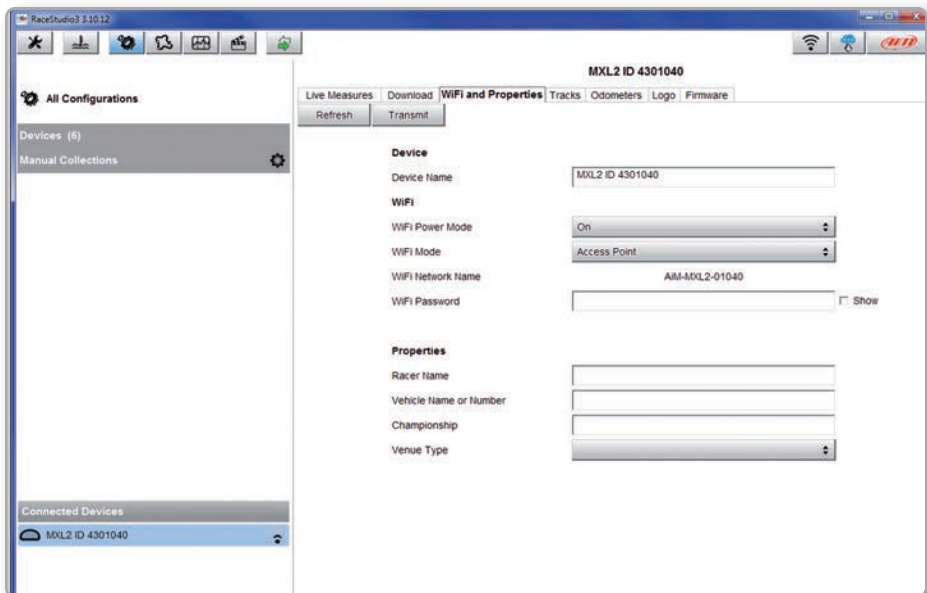 RaceStudio3 3.10.12
AiM
MXL2 ID 4301040
All Configurations
Live Measures Download WiFi and Properties Tracks Odometers Logo Firmware
Refresh Transmit
Devices (6)
Manual Collections
Device
Device Name MXL2 ID 4301040
WiFi
WiFi Power Mode On
WiFi Mode Access Point
WiFi Network Name AiM-MXL2-01040
WiFi Password Show
Properties
Racer Name
Vehicle Name or Number
Championship
Venue Type
Connected Devices
MXL2 ID 4301040